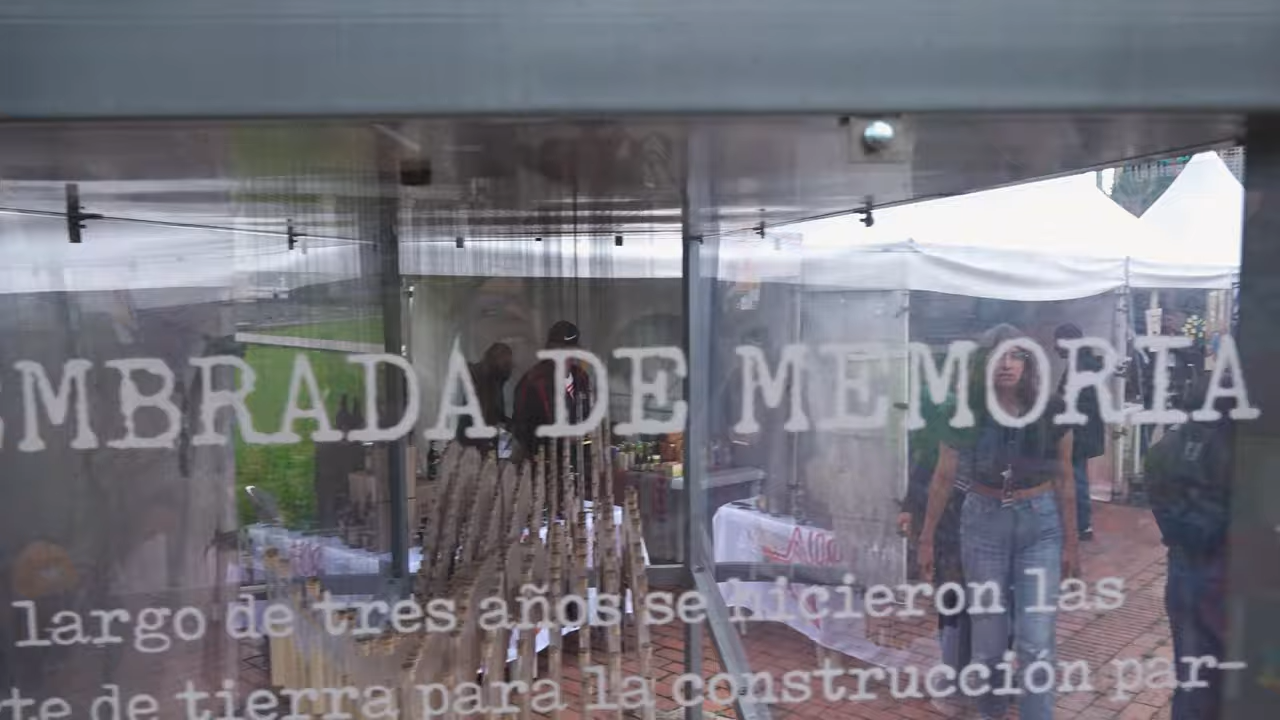 EMBRADA DE MEMORIA
largo de tres años se hicieron las
te de tierra para la construcción par-